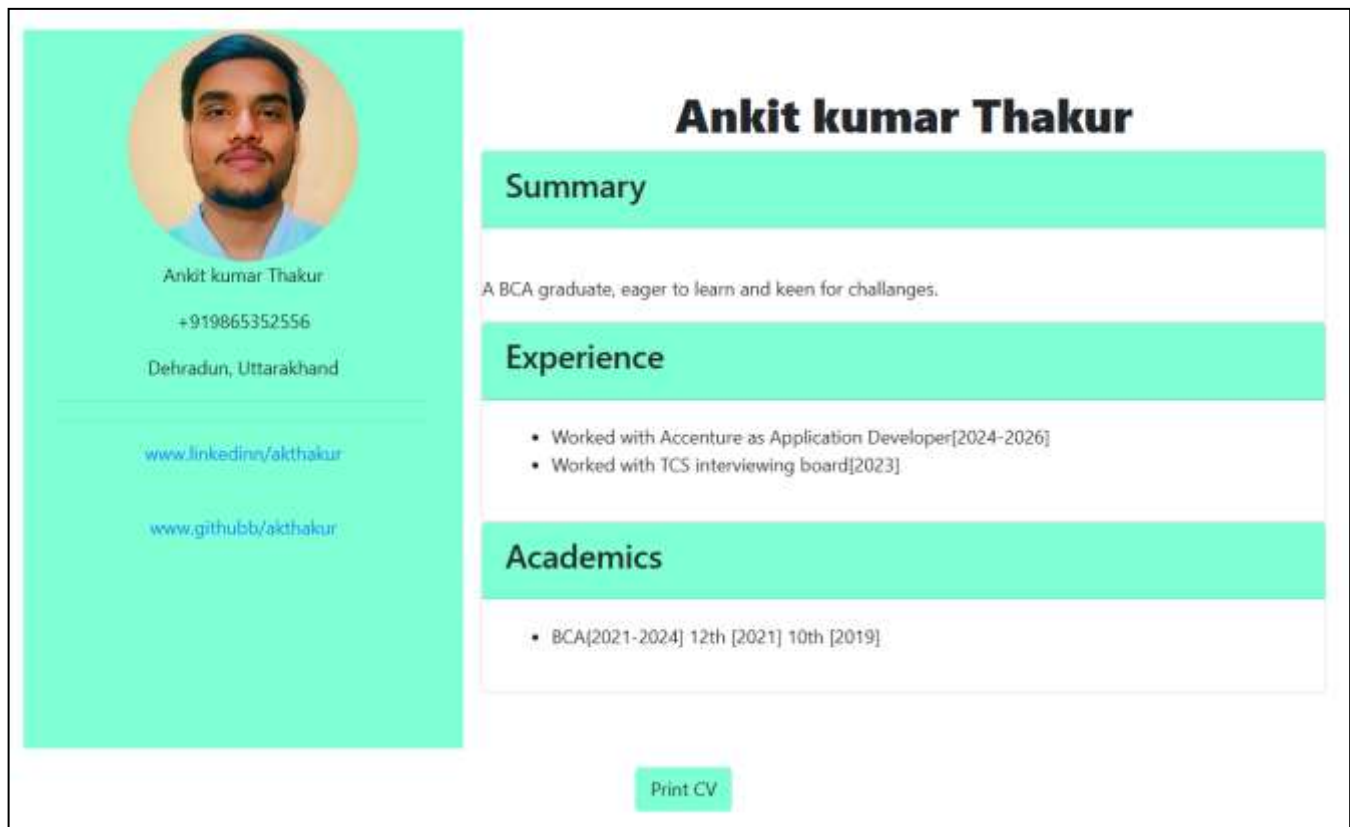 Ankit kumar Thakur
+919865352556
Dehradun, Uttarakhand
www.linkedinn/akthakur
www.githubb/akthakur
Ankit kumar Thakur
Summary
A BCA graduate, eager to learn and keen for challanges.
Experience
• Worked with Accenture as Application Developer[2024-2026]
• Worked with TCS interviewing board[2023]
Academics
• BCA[2021-2024] 12th [2021] 10th [2019]
Print CV